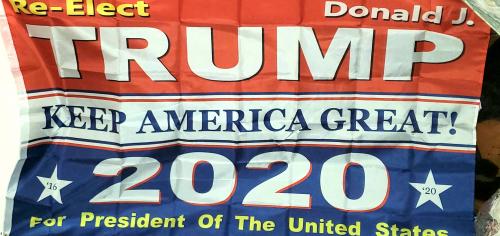 Re-Elect Donald J.
TRUMP
KEEP AMERICA GREAT!
2020
'16 '20
For President Of The United States